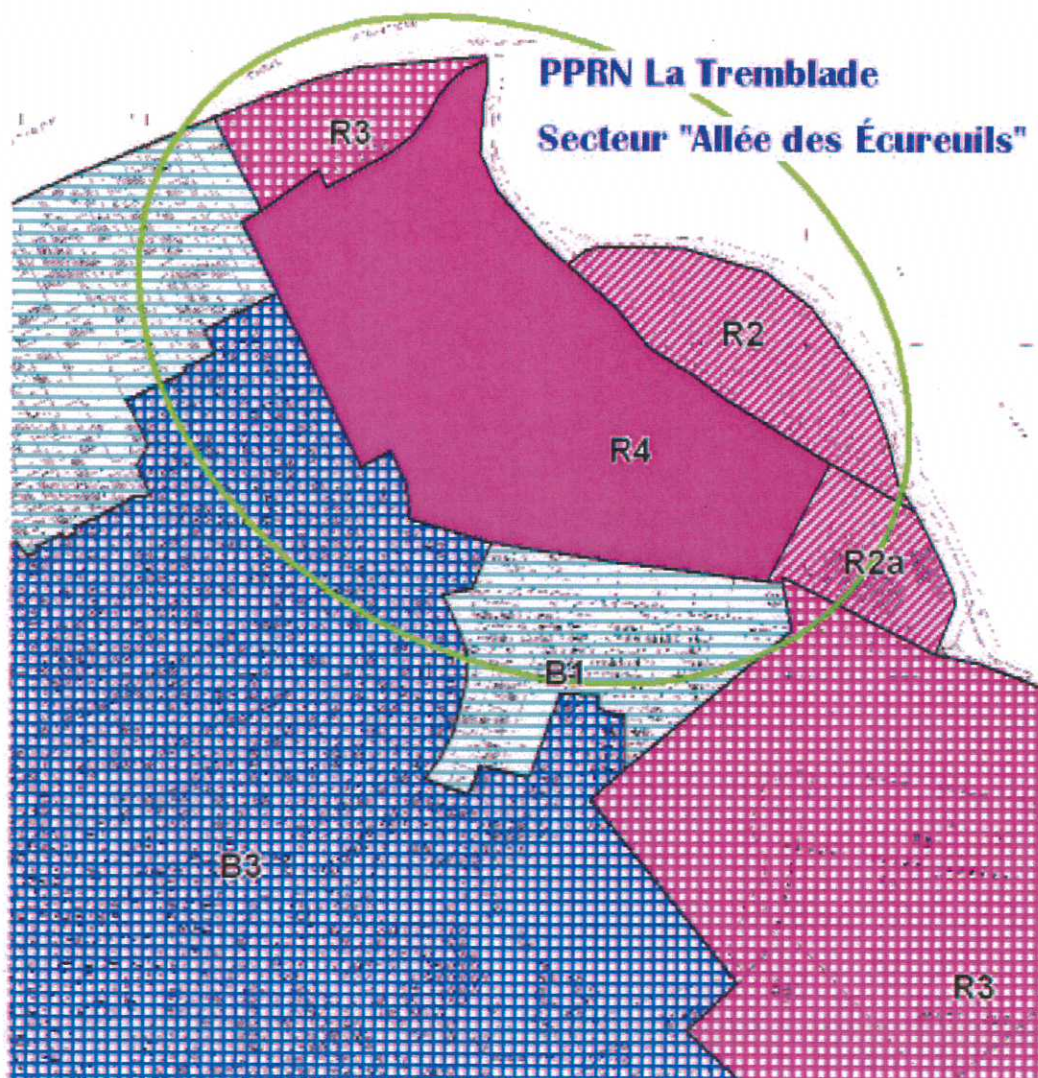 PPRN La Tremblade
Secteur "Allée des Écureuils"
R3
R2
R4
R2a
B1
B3
R3